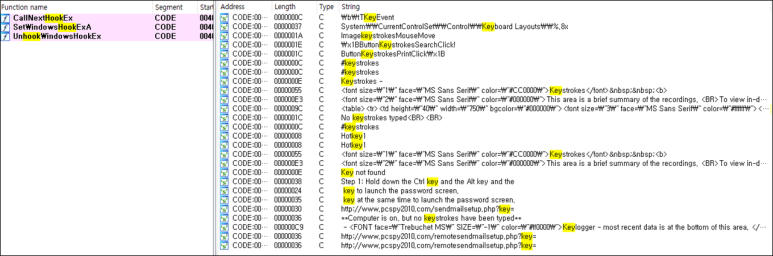 Function name Segment Start
CallNextHookEx CODE 0040
SetWindowsHookExA CODE 0040
UnhookWindowsHookEx CODE 0040
Address Length Type String
CODE:00··· 0000000C C ₩b₩tTKeyEvent
CODE:00··· 00000037 C System₩₩CurrentControlSet₩₩Control₩₩Keyboard Layouts₩₩%.8x
CODE:00··· 0000001A C ImagekeystrokesMouseMove
CODE:00··· 0000001E C ₩x1BButtonKeystrokesSearchClick!
CODE:00··· 0000001C C ButtonKeystrokesPrintClick₩x1B
CODE:00··· 0000000C C #keystrokes
CODE:00··· 0000000C C #keystrokes
CODE:00··· 0000000E C Keystrokes -
CODE:00··· 00000055 C <font size=₩"1₩" face=₩"MS Sans Serif₩" color=₩"#CC0000₩">Keystrokes</font>&nbsp;&nbsp;<b>
CODE:00··· 000000E3 C <font size=₩"2₩" face=₩"MS Sans Serif₩" color=₩"#000000₩"> This area is a brief summary of the recordings, <BR> To view in-d···
CODE:00··· 0000009C C <table> <tr> <td height=₩"40₩" width=₩"750₩" bgcolor=₩"#000000₩"> <font size=₩"3₩" face=₩"MS Sans Serif₩" color=₩"#ffffff₩"> <···
CODE:00··· 0000001C C No keystrokes typed<BR> <BR>
CODE:00··· 0000000C C #keystrokes
CODE:00··· 00000008 C Hotkey1
CODE:00··· 00000008 C Hotkey1
CODE:00··· 00000055 C <font size=₩"1₩" face=₩"MS Sans Serif₩" color=₩"#CC0000₩">Keystrokes</font>&nbsp;&nbsp;<b>
CODE:00··· 000000E3 C <font size=₩"2₩" face=₩"MS Sans Serif₩" color=₩"#000000₩"> This area is a brief summary of the recordings, <BR> To view in-d···
CODE:00··· 0000000E C Key not found
CODE:00··· 00000038 C Step 1: Hold down the Ctrl key and the Alt key and the
CODE:00··· 00000024 C key to launch the password screen,
CODE:00··· 00000035 C key at the same time to launch the password screen,
CODE:00··· 00000030 C http://www.pcspy2010.com/sendmailsetup.php?key=
CODE:00··· 00000036 C **Computer is on, but no keystrokes have been typed**
CODE:00··· 000000C9 C - <FONT face=₩"Trebuchet MS₩" SIZE=₩"-1₩" color=₩"#f0000₩">Keylogger - most recent data is at the bottom of this area, </···
CODE:00··· 00000036 C http://www.pcspy2010.com/remotesendmailsetup.php?key=
CODE:00··· 00000036 C http://www.pcspy2010.com/remotesendmailsetup.php?key=